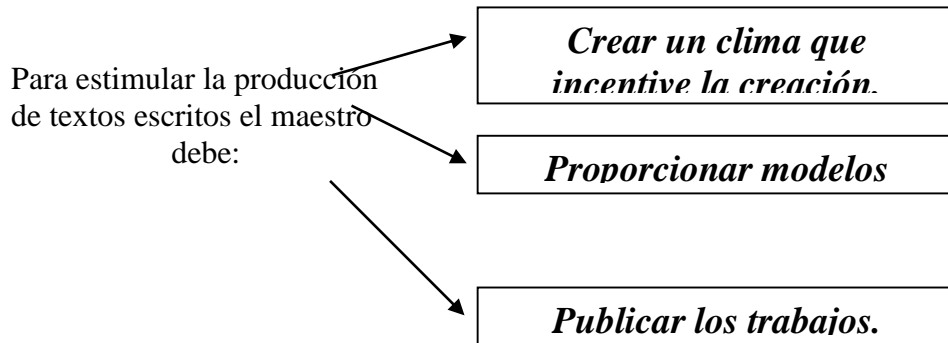 Para estimular la producción
de textos escritos el maestro
debe:
Crear un clima que
incentive la creación.
Proporcionar modelos
Publicar los trabajos.